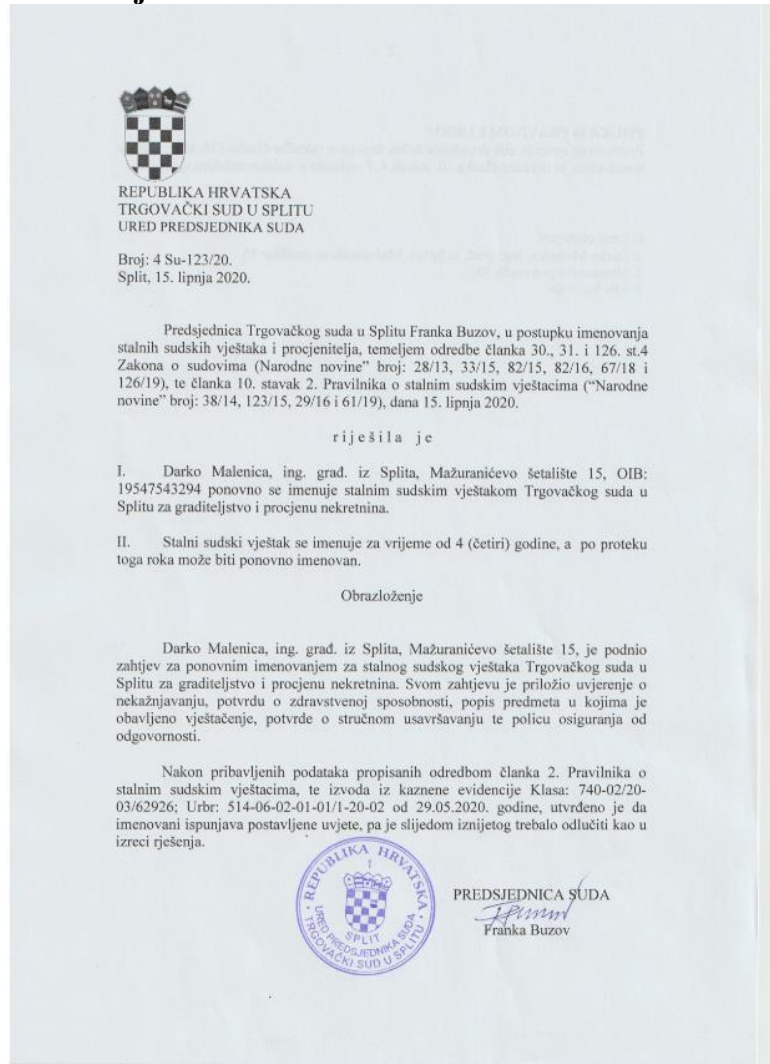 REPUBLIKA HRVATSKA
TRGOVAČKI SUD U SPLITU
URED PREDSJEDNIKA SUDA
Broj: 4 Su-123/20.
Split, 15. lipnja 2020.
Predsjednica Trgovačkog suda u Splitu Franka Buzov, u postupku imenovanja
stalnih sudskih vještaka i procjenitelja, temeljem odredbe članka 30., 31. i 126. st.4
Zakona o sudovima (Narodne novine" broj: 28/13, 33/15, 82/15, 82/16, 67/18 i
126/19), te članka 10. stavak 2. Pravilnika o stalnim sudskim vještacima ("Narodne
novine" broj: 38/14, 123/15, 29/16 i 61/19), dana 15. lipnja 2020.
r i j e š i l a j e
I. Darko Malenica, ing. građ. iz Splita, Mažuranićevo šetalište 15, OIB:
19547543294 ponovno se imenuje stalnim sudskim vještakom Trgovačkog suda u
Splitu za graditeljstvo i procjenu nekretnina.
II. Stalni sudski vještak se imenuje za vrijeme od 4 (četiri) godine, a po proteku
toga roka može biti ponovno imenovan.
Obrazloženje
Darko Malenica, ing. građ. iz Splita, Mažuranićevo šetalište 15, je podnio
zahtjev za ponovnim imenovanjem za stalnog sudskog vještaka Trgovačkog suda u
Splitu za graditeljstvo i procjenu nekretnina. Svom zahtjevu je priložio uvjerenje o
nekažnjavanju, potvrdu o zdravstvenoj sposobnosti, popis predmeta u kojima je
obavljeno vještačenje, potvrde o stručnom usavršavanju te policu osiguranja od
odgovornosti.
Nakon pribavljenih podataka propisanih odredbom članka 2. Pravilnika o
stalnim sudskim vještacima, te izvoda iz kaznene evidencije Klasa: 740-02/20-
03/62926; Urbr: 514-06-02-01-01/1-20-02 od 29.05.2020. godine, utvrđeno je da
imenovani ispunjava postavljene uvjete, pa je slijedom iznijetog trebalo odlučiti kao u
izreci rješenja.
REPUBLIKA HRVATSKA
1
TRGOVAČKI SUD U SPLITU
URED PREDSJEDNIKA SUDA
SPLIT
PREDSJEDNICA SUDA
Franka Buzov